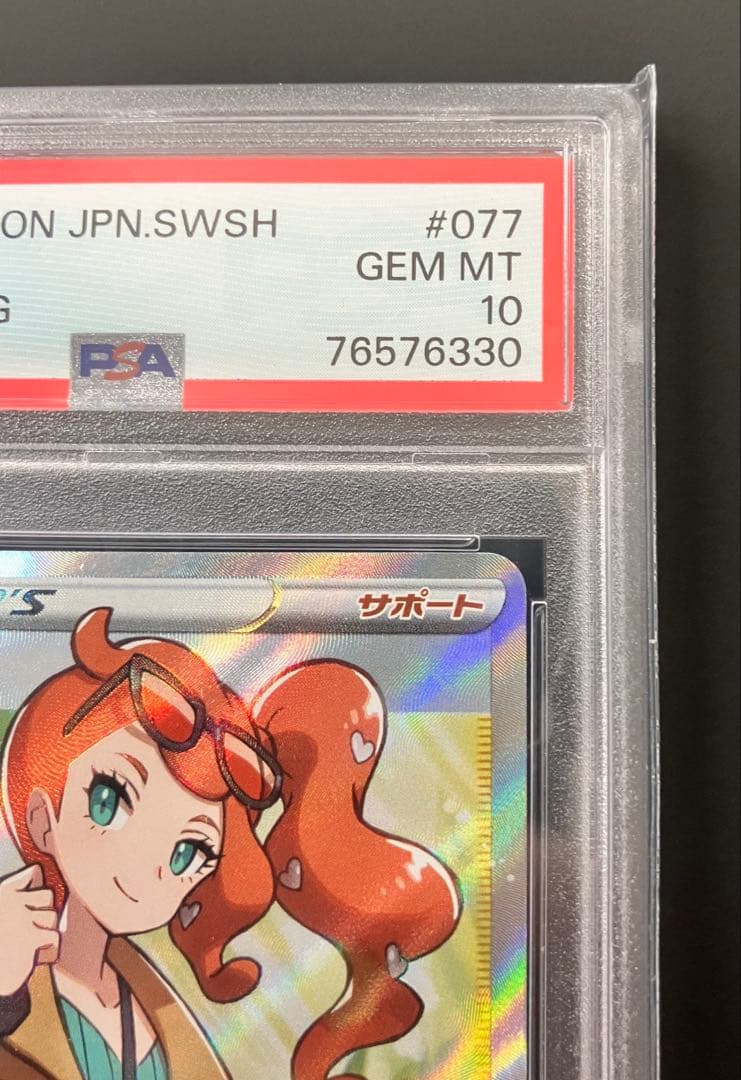 ON JPN.SWSH #077
GEM MT
G 10
PSA 76576330
'S サポート